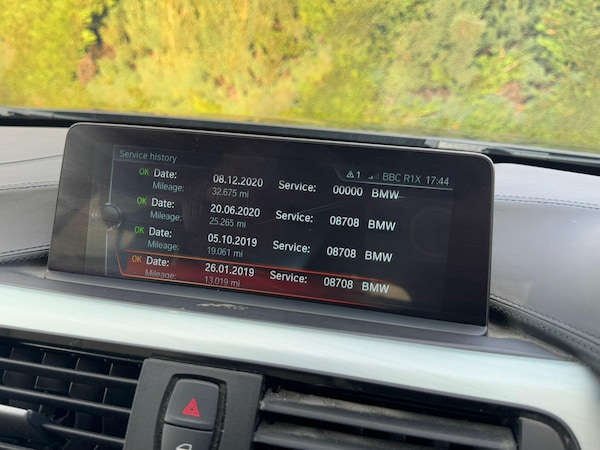 Service history
⚠ 1 BBC R1X 17:44
OK Date: 08.12.2020 Service: 00000 BMW
Mileage: 32.675 mi
OK Date: 20.06.2020 Service: 08708 BMW
Mileage: 25.265 mi
OK Date: 05.10.2019 Service: 08708 BMW
Mileage: 19.061 mi
OK Date: 26.01.2019 Service: 08708 BMW
Mileage: 13.019 mi